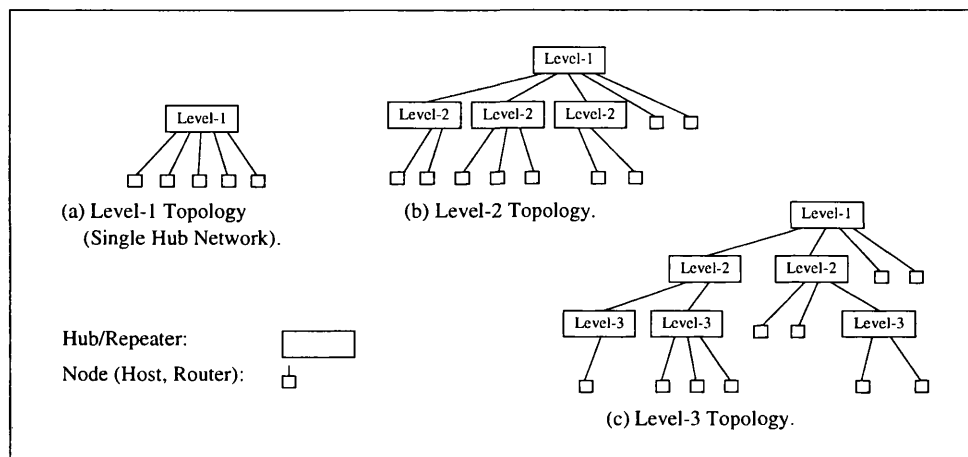 Level-1
Level-1
Level-2 Level-2 Level-2
(a) Level-1 Topology
(Single Hub Network).
(b) Level-2 Topology.
Level-1
Level-2 Level-2
Level-3 Level-3 Level-3
Hub/Repeater:
Node (Host, Router):
(c) Level-3 Topology.